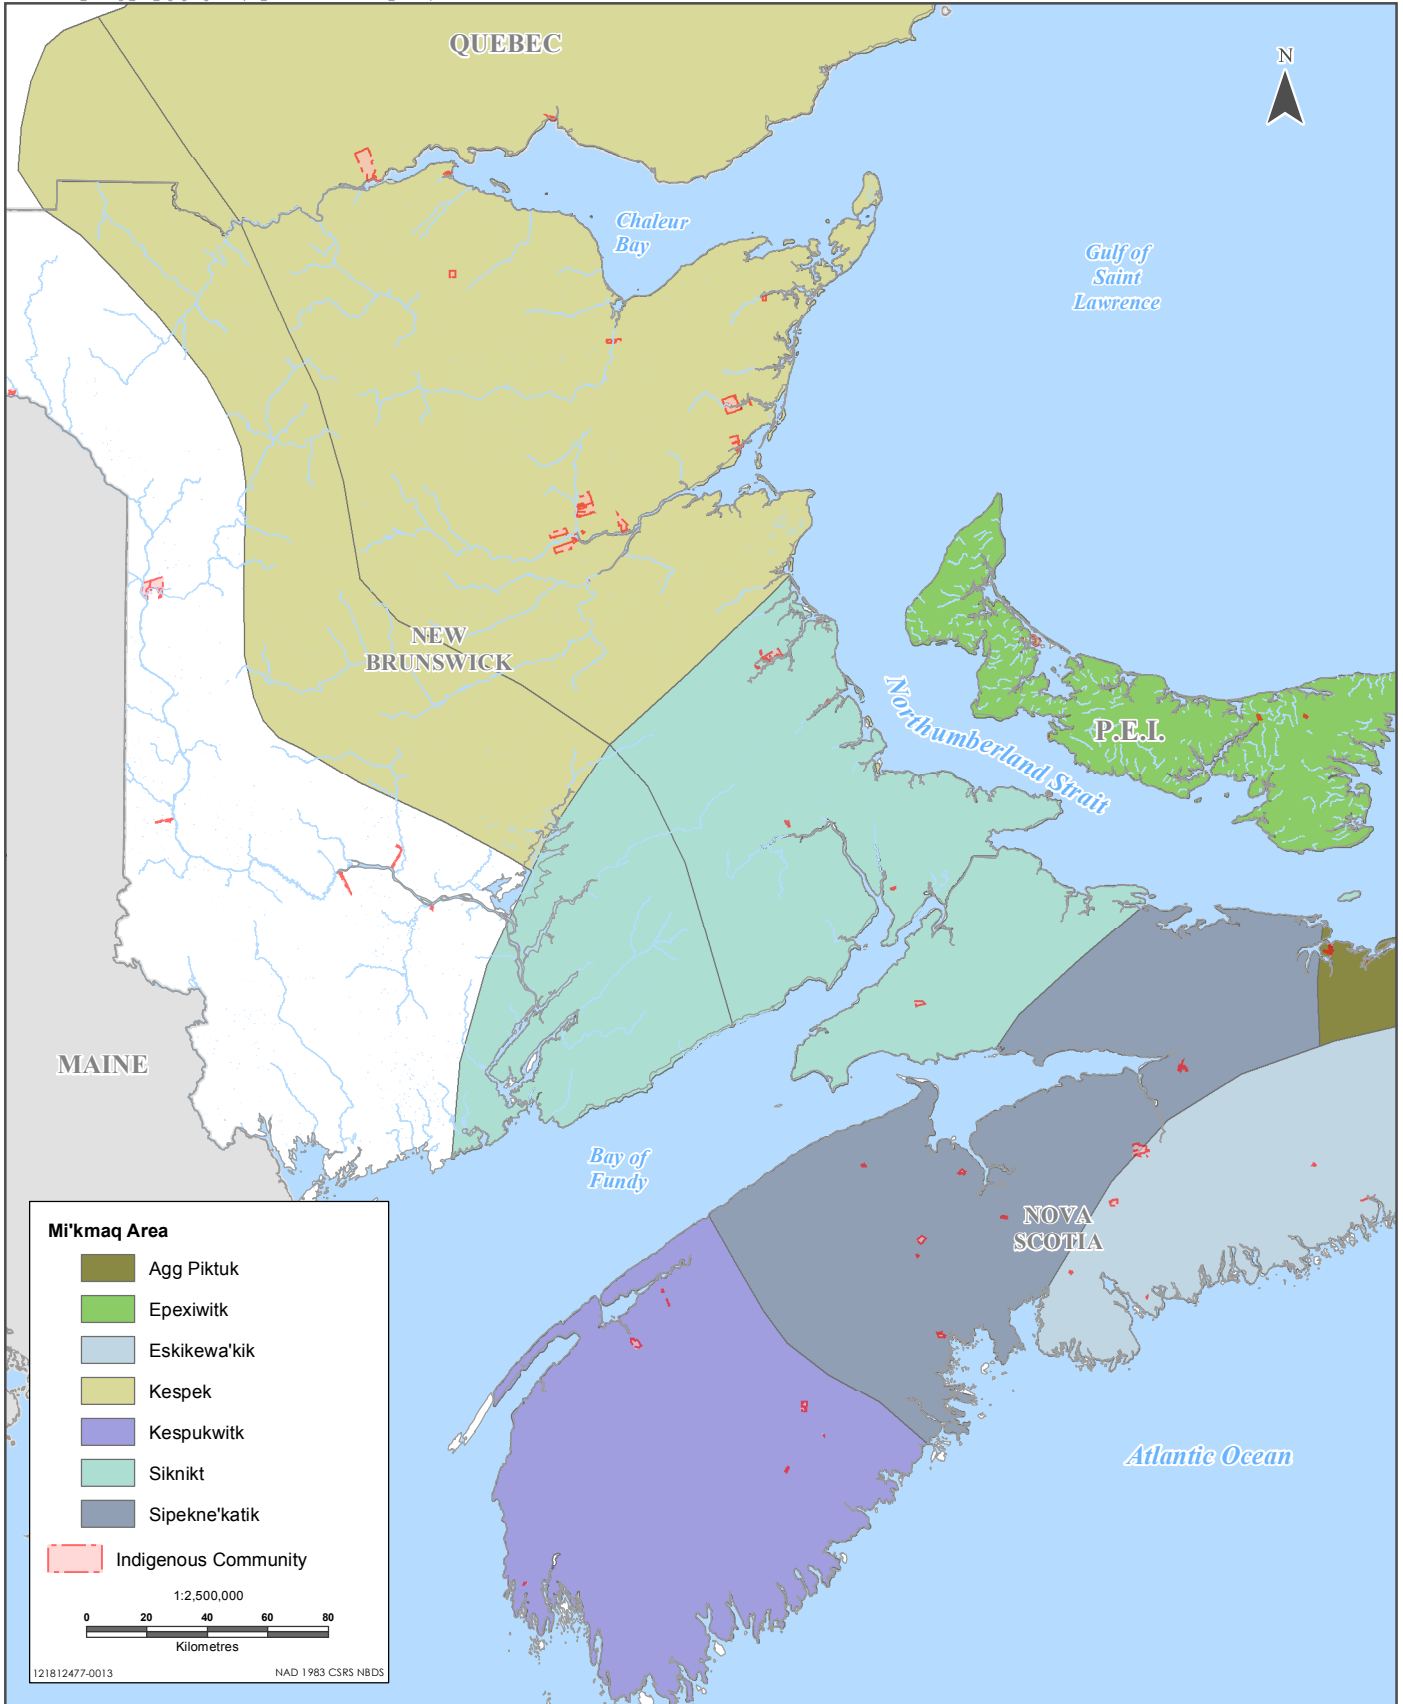 QUEBEC
N
Chaleur
Bay
Gulf of
Saint
Lawrence
NEW
BRUNSWICK
Northumberland Strait
P.E.I.
MAINE
Bay of
Fundy
NOVA
SCOTIA
Atlantic Ocean
Mi'kmaq Area
Agg Piktuk
Epexiwitk
Eskikewa'kik
Kespek
Kespukwitk
Siknikt
Sipekne'katik
Indigenous Community
1:2,500,000
0 20 40 60 80
Kilometres
121812477-0013 NAD 1983 CSRS NBDS